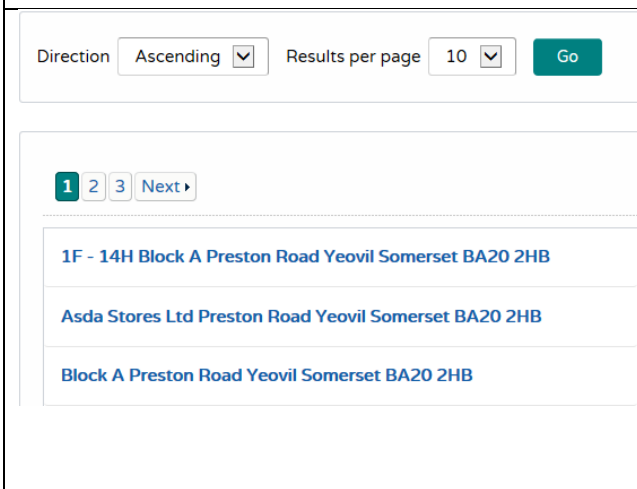 Direction Ascending Results per page 10 Go
1 2 3 Next
1F - 14H Block A Preston Road Yeovil Somerset BA20 2HB
Asda Stores Ltd Preston Road Yeovil Somerset BA20 2HB
Block A Preston Road Yeovil Somerset BA20 2HB